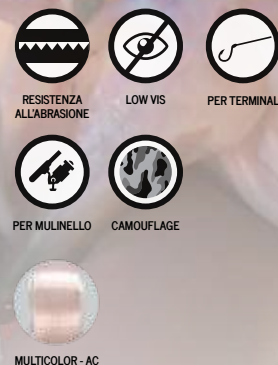 RESISTENZA
ALL'ABRASIONE
LOW VIS
PER TERMINAL
PER MULINELLO
CAMOUFLAGE
MULTICOLOR - AC